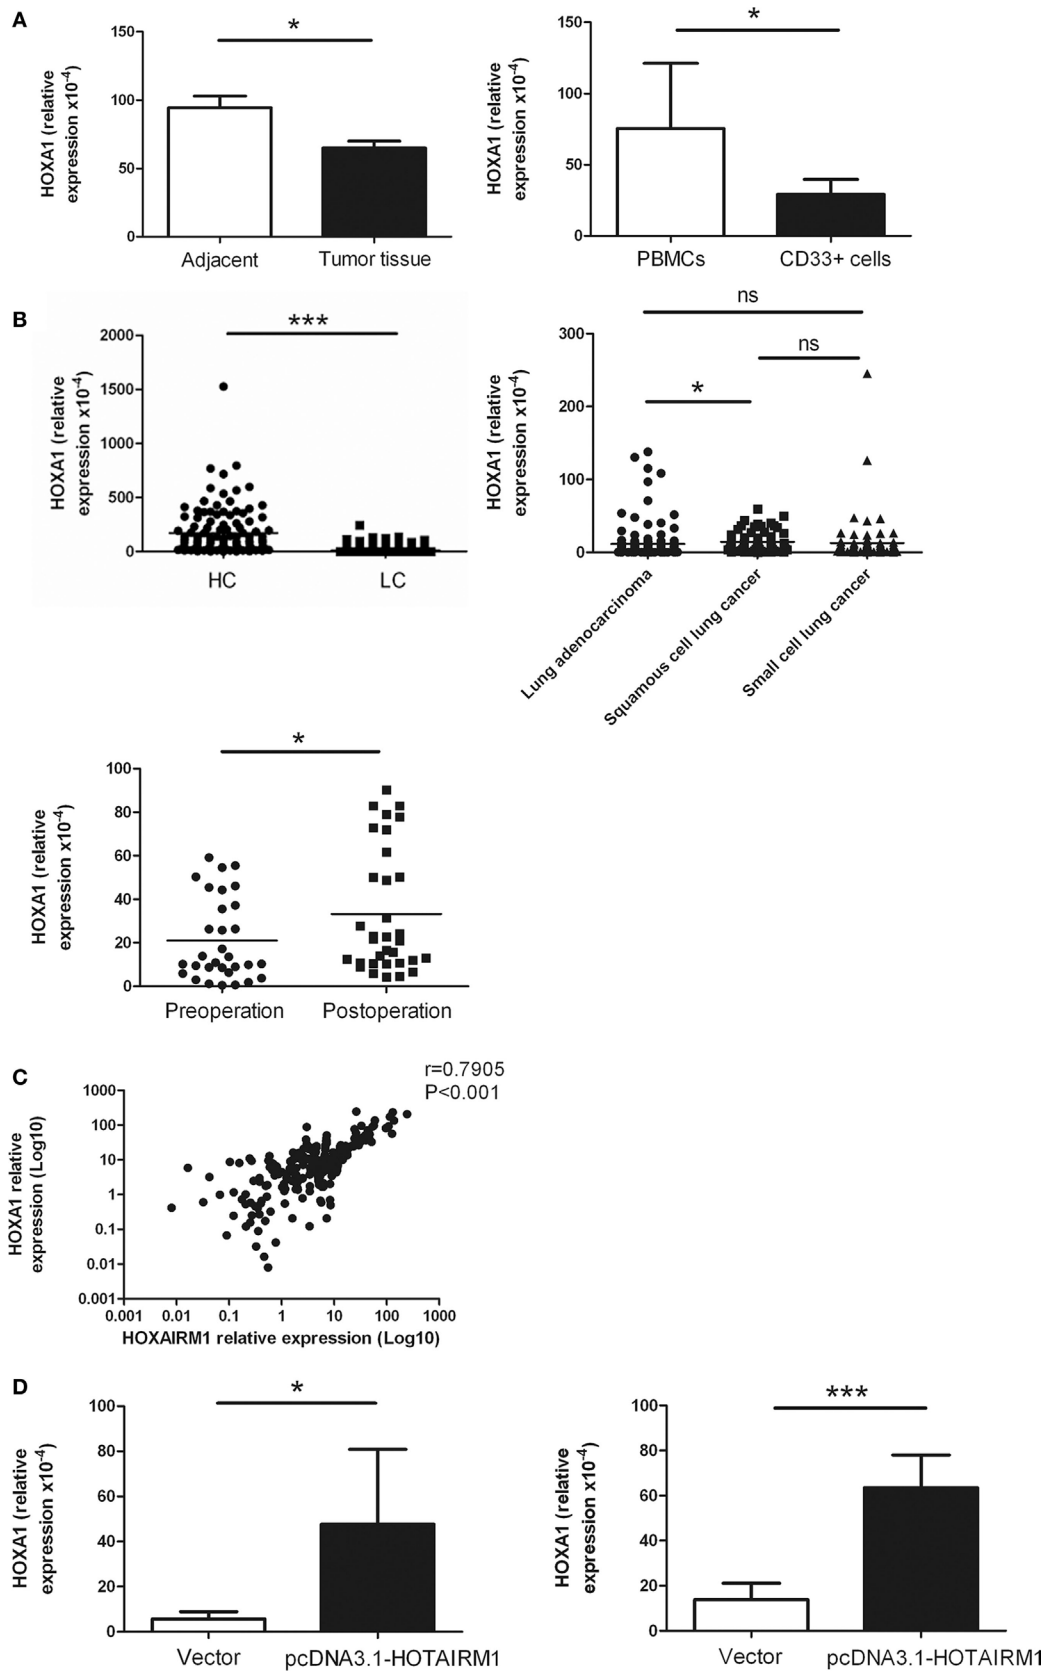 A
*
150
100
50
0
HOXA1 (relative
expression x10-4)
Adjacent
Tumor tissue
*
150
100
50
0
HOXA1 (relative
expression x10-4)
PBMCs
CD33+ cells
B
***
2000
1500
1000
500
0
HOXA1 (relative
expression x10-4)
HC
LC
ns
ns
*
300
200
100
0
HOXA1 (relative
expression x10-4)
Lung adenocarcinoma
Squamous cell lung cancer
Small cell lung cancer
*
100
80
60
40
20
0
HOXA1 (relative
expression x10-4)
Preoperation
Postoperation
C
r=0.7905
P<0.001
1000
100
10
1
0.1
0.01
0.001
HOXA1 relative
expression (Log10)
0.001 0.01 0.1 1 10 100 1000
HOXAIRM1 relative expression (Log10)
D
*
100
80
60
40
20
0
HOXA1 (relative
expression x10-4)
Vector
pcDNA3.1-HOTAIRM1
***
100
80
60
40
20
0
HOXA1 (relative
expression x10-4)
Vector
pcDNA3.1-HOTAIRM1